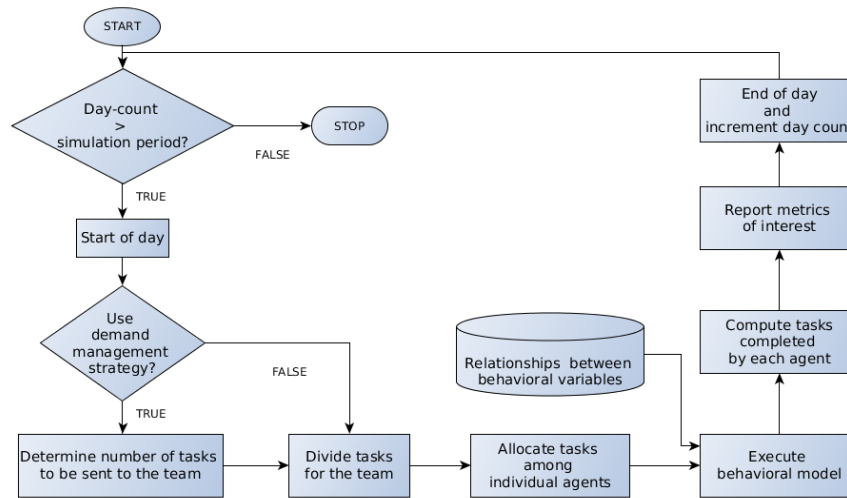 START
Day-count
>
simulation period?
STOP
FALSE
TRUE
Start of day
Use
demand
management
strategy?
FALSE
TRUE
Determine number of tasks
to be sent to the team
Divide tasks
for the team
Allocate tasks
among
individual agents
Relationships between
behavioral variables
Execute
behavioral model
Compute tasks
completed
by each agent
Report metrics
of interest
End of day
and
increment day count